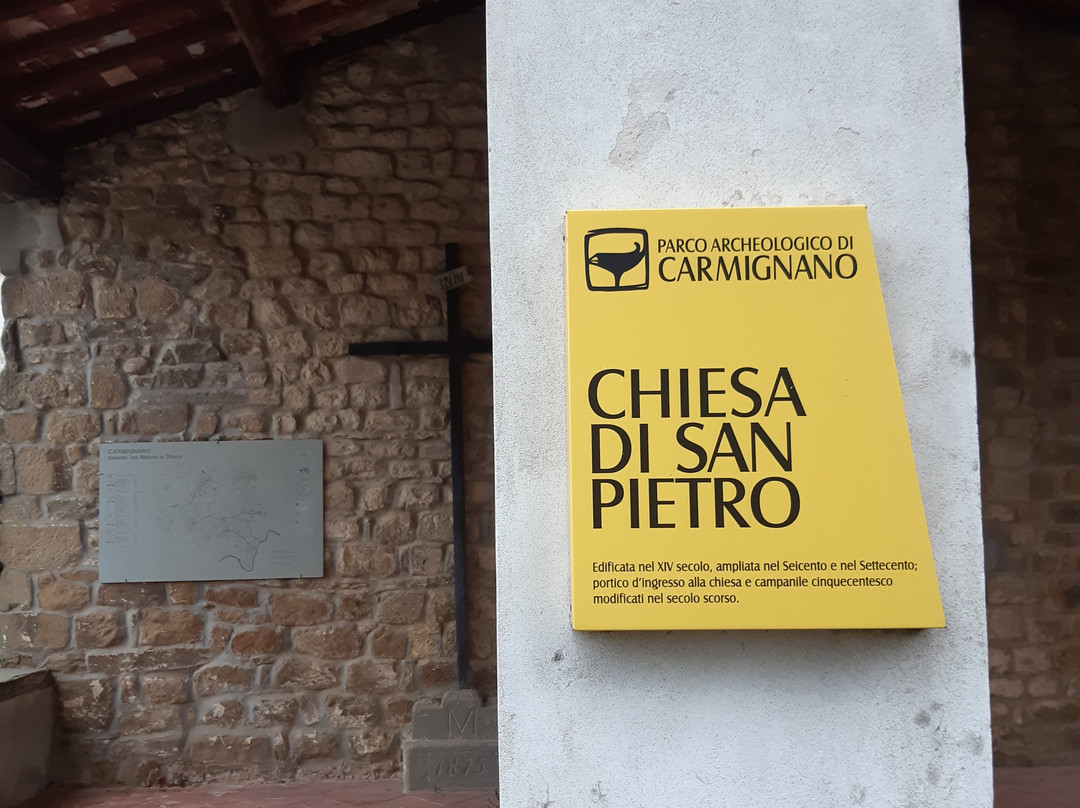 PARCO ARCHEOLOGICO DI
CARMIGNANO
CHIESA
DI SAN
PIETRO
Edificata nel XIV secolo, ampliata nel Seicento e nel Settecento;
portico d'ingresso alla chiesa e campanile cinquecentesco
modificati nel secolo scorso.
CARMIGNANO
M